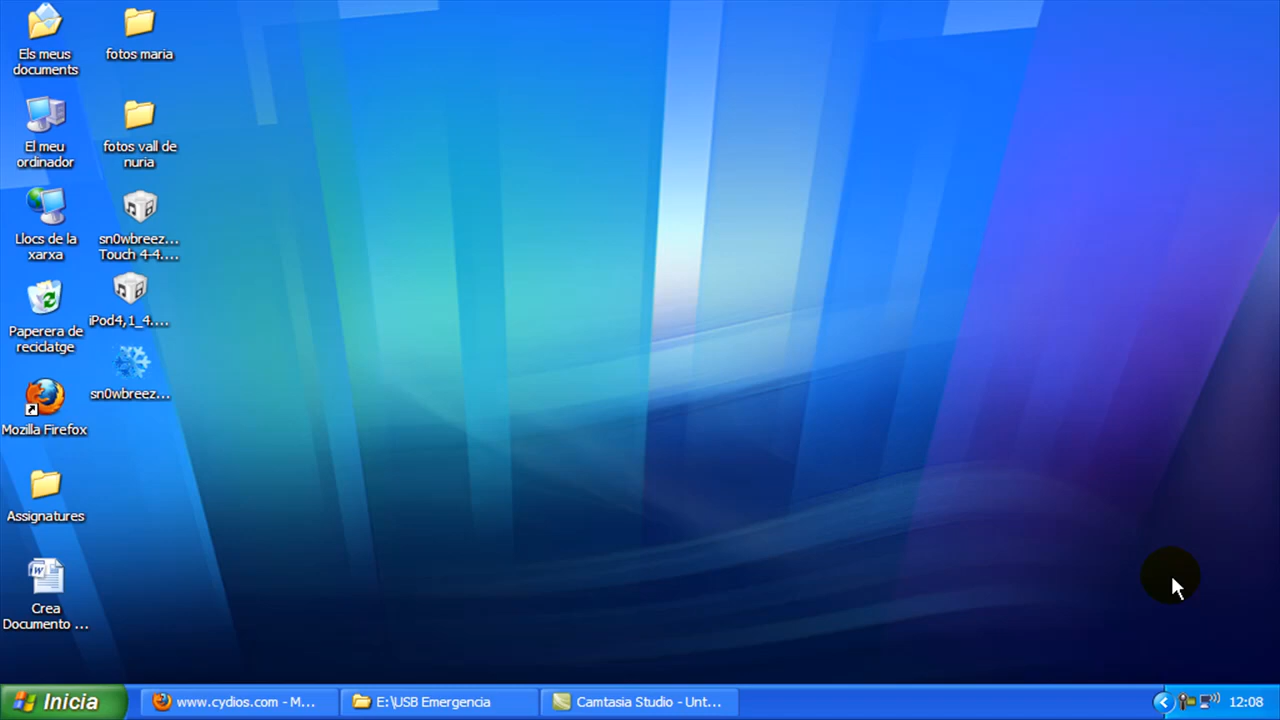 Els meus
documents
fotos maria
El meu
ordinador
fotos vall de
nuria
Llocs de la
xarxa
sn0wbreez...
Touch 4-4....
Paperera de
reciclatge
iPod4,1_4....
sn0wbreez...
Mozilla Firefox
Assignatures
Crea
Documento ...
Inicia
www.cydios.com - M...
E:\USB Emergencia
Camtasia Studio - Unt...
12:08